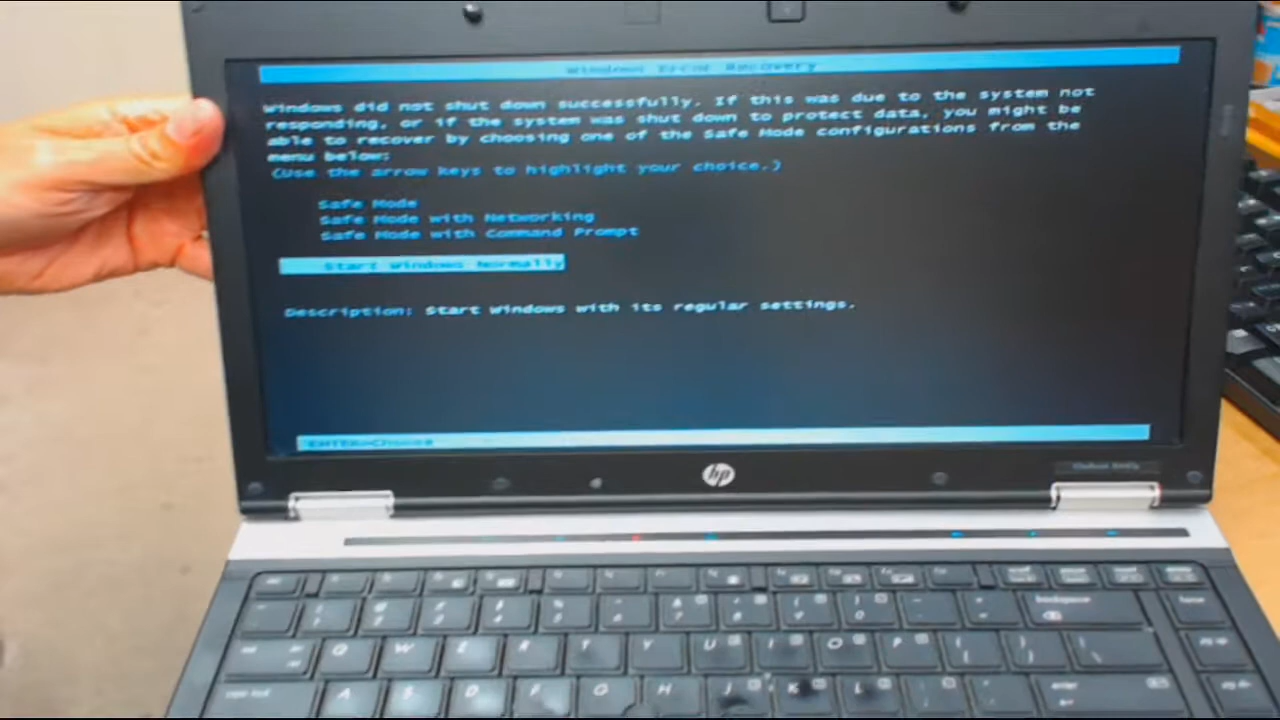 Windows Error Recovery
Windows did not shut down successfully. If this was due to the system not
responding, or if the system was shut down to protect data, you might be
able to recover by choosing one of the Safe Mode configurations from the
menu below:
(Use the arrow keys to highlight your choice.)
Safe Mode
Safe Mode with Networking
Safe Mode with Command Prompt
Start Windows Normally
Description: Start Windows with its regular settings.
ENTER=Choose
hp
backspace
Q W E R T Y U I O P
A S D F G H J K L
enter